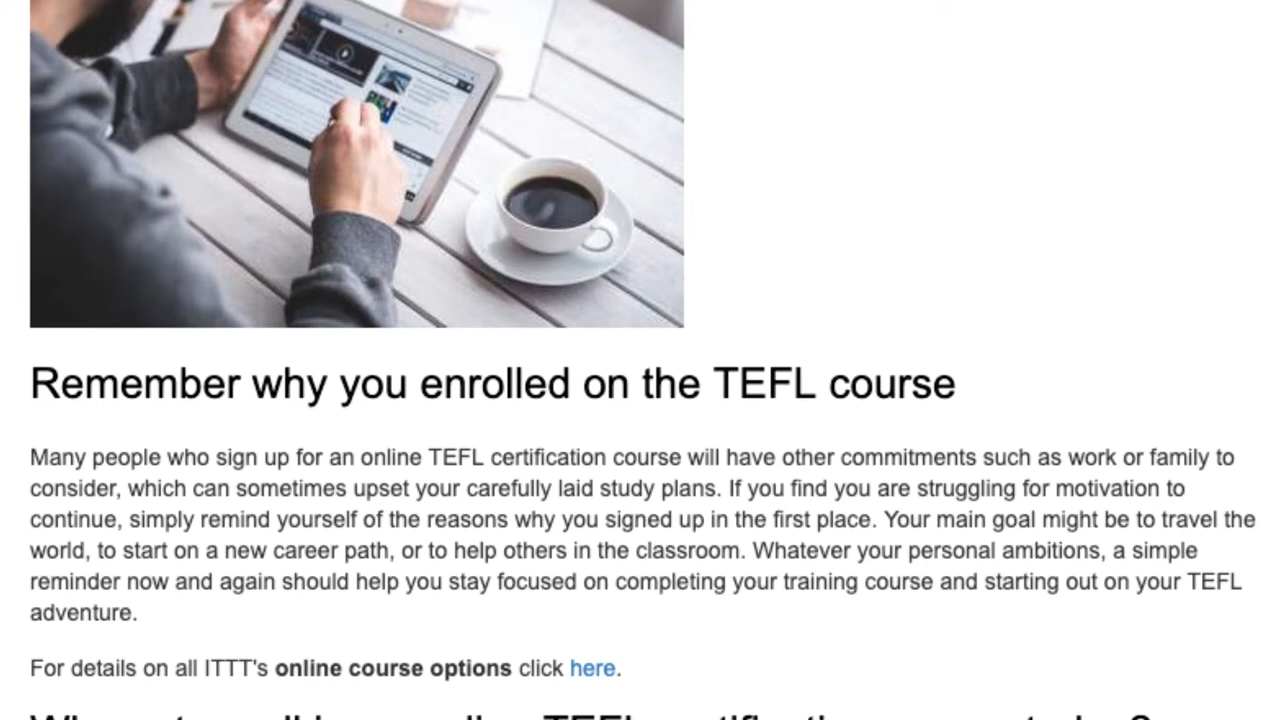 Remember why you enrolled on the TEFL course
Many people who sign up for an online TEFL certification course will have other commitments such as work or family to
consider, which can sometimes upset your carefully laid study plans. If you find you are struggling for motivation to
continue, simply remind yourself of the reasons why you signed up in the first place. Your main goal might be to travel the
world, to start on a new career path, or to help others in the classroom. Whatever your personal ambitions, a simple
reminder now and again should help you stay focused on completing your training course and starting out on your TEFL
adventure.
For details on all ITTT's online course options click here.